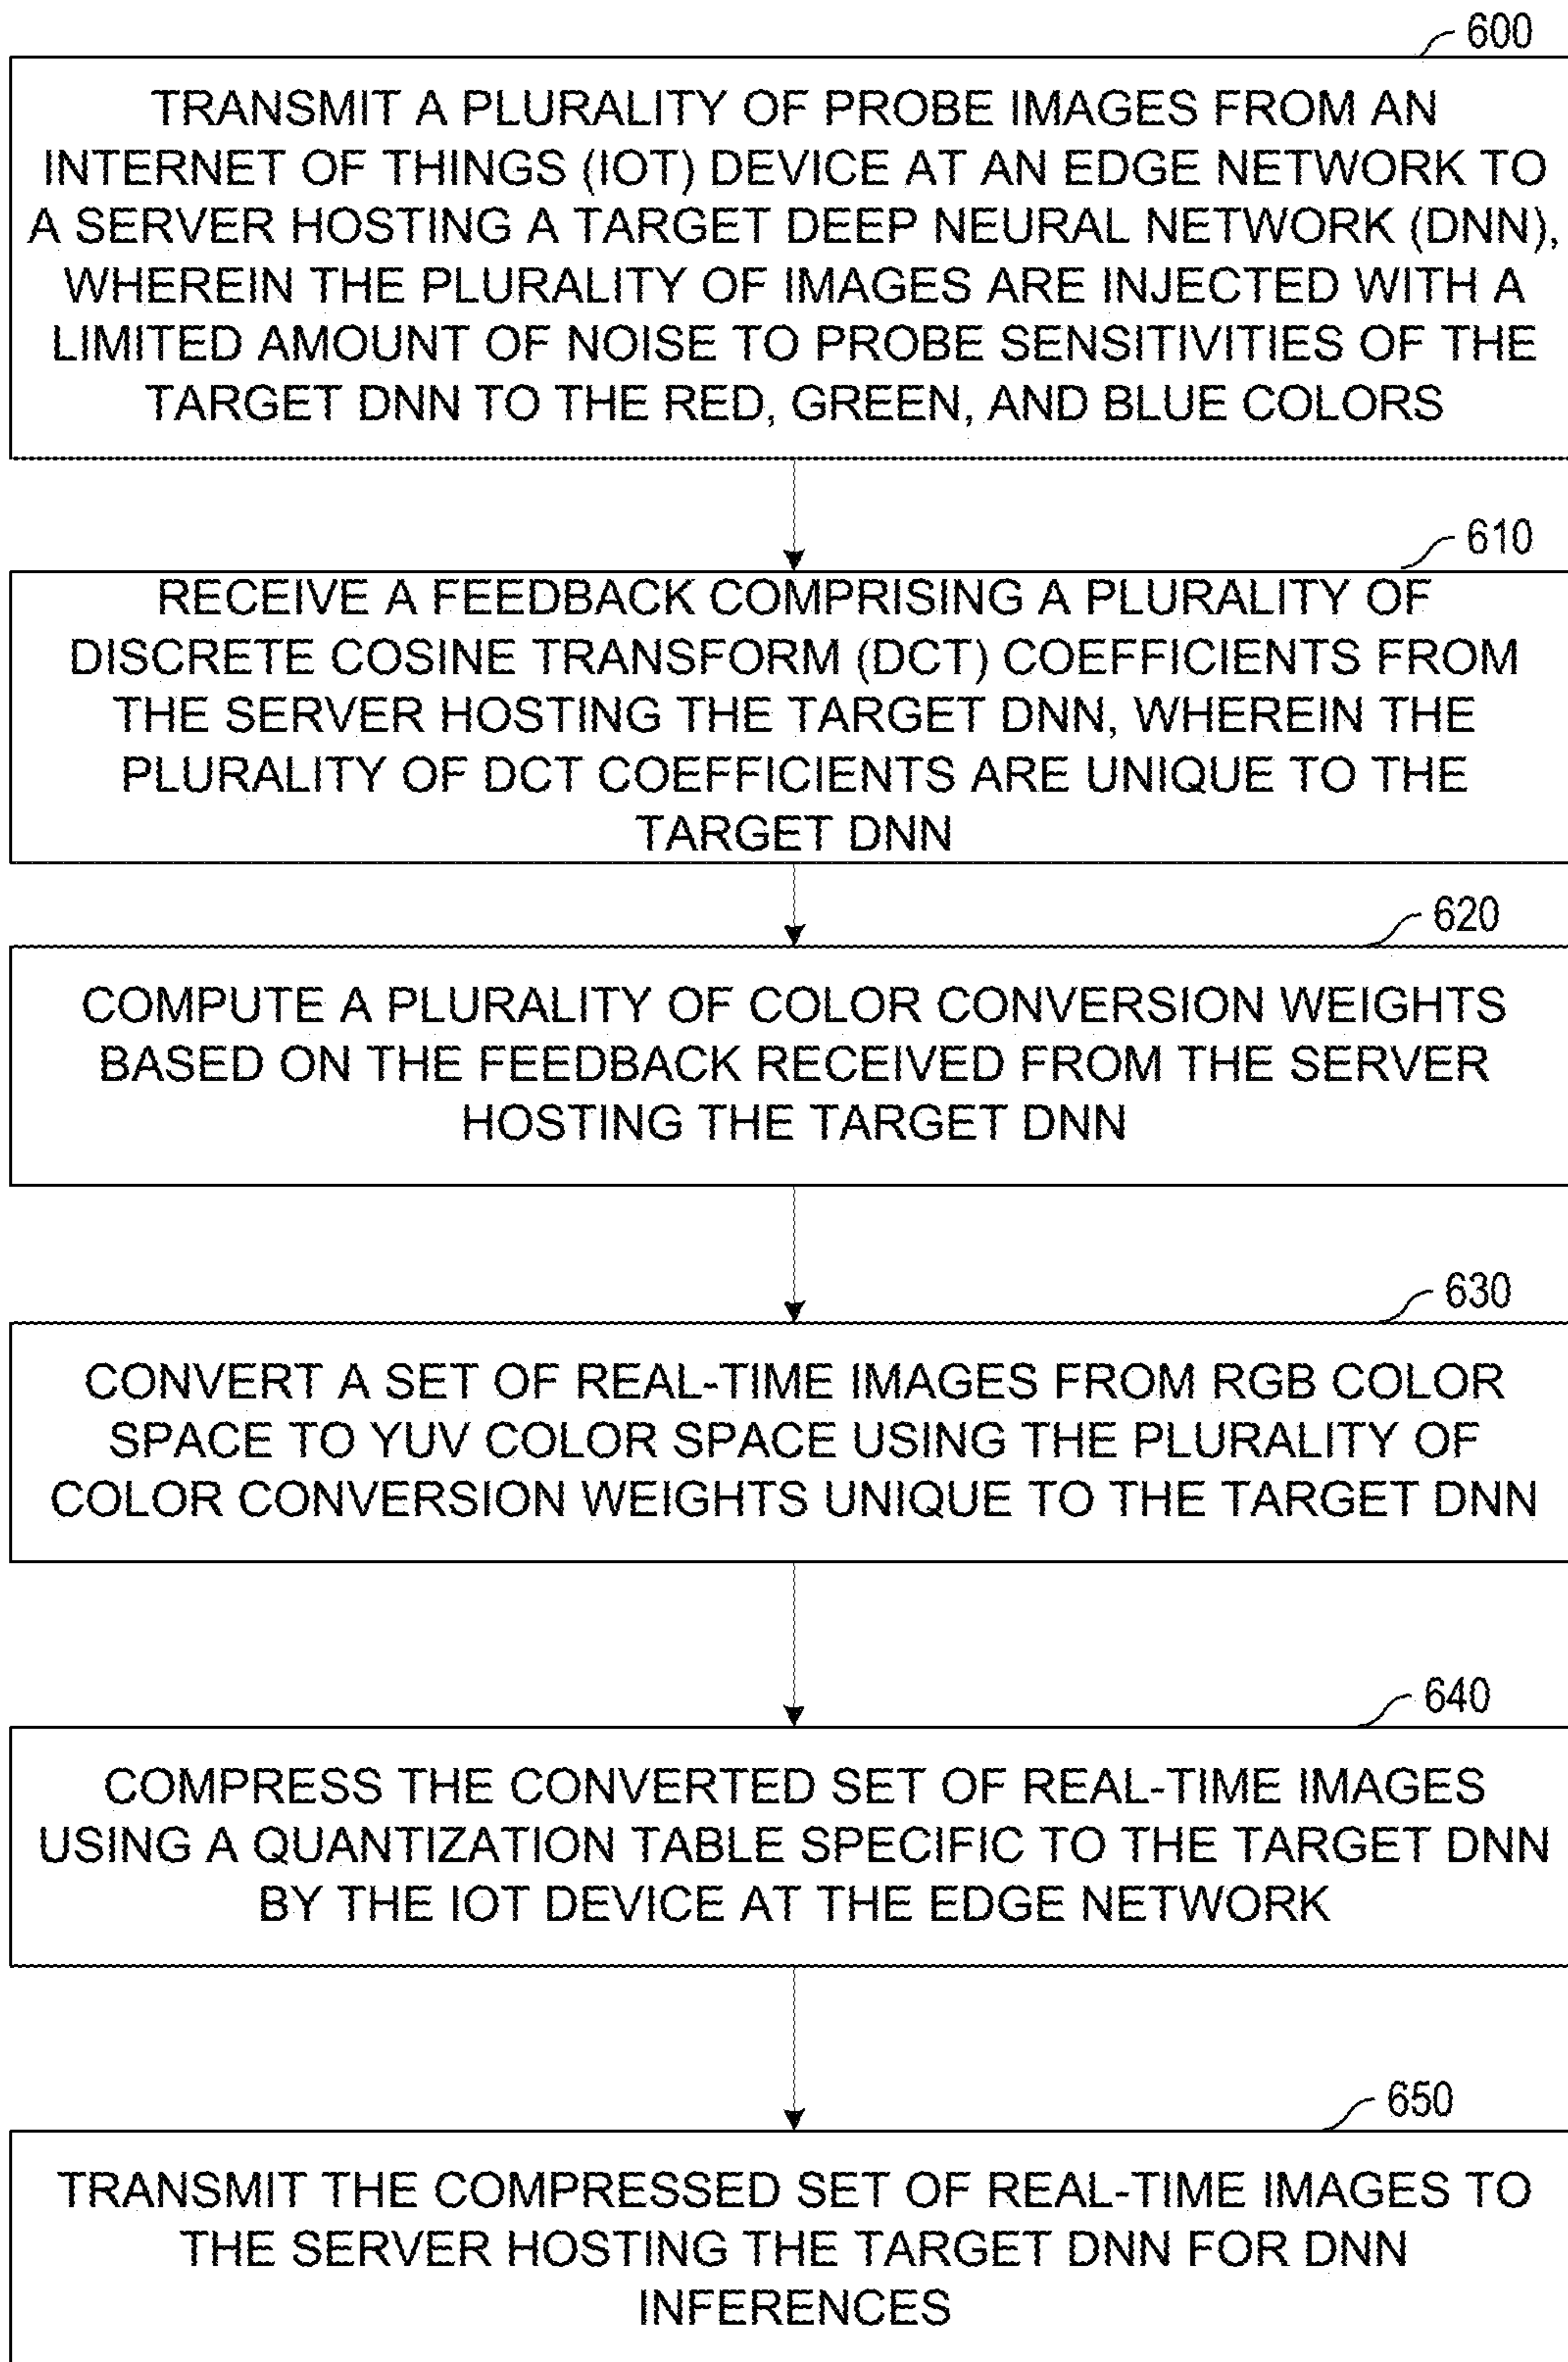 600
TRANSMIT A PLURALITY OF PROBE IMAGES FROM AN
INTERNET OF THINGS (IOT) DEVICE AT AN EDGE NETWORK TO
A SERVER HOSTING A TARGET DEEP NEURAL NETWORK (DNN),
WHEREIN THE PLURALITY OF IMAGES ARE INJECTED WITH A
LIMITED AMOUNT OF NOISE TO PROBE SENSITIVITIES OF THE
TARGET DNN TO THE RED, GREEN, AND BLUE COLORS
610
RECEIVE A FEEDBACK COMPRISING A PLURALITY OF
DISCRETE COSINE TRANSFORM (DCT) COEFFICIENTS FROM
THE SERVER HOSTING THE TARGET DNN, WHEREIN THE
PLURALITY OF DCT COEFFICIENTS ARE UNIQUE TO THE
TARGET DNN
620
COMPUTE A PLURALITY OF COLOR CONVERSION WEIGHTS
BASED ON THE FEEDBACK RECEIVED FROM THE SERVER
HOSTING THE TARGET DNN
630
CONVERT A SET OF REAL-TIME IMAGES FROM RGB COLOR
SPACE TO YUV COLOR SPACE USING THE PLURALITY OF
COLOR CONVERSION WEIGHTS UNIQUE TO THE TARGET DNN
640
COMPRESS THE CONVERTED SET OF REAL-TIME IMAGES
USING A QUANTIZATION TABLE SPECIFIC TO THE TARGET DNN
BY THE IOT DEVICE AT THE EDGE NETWORK
650
TRANSMIT THE COMPRESSED SET OF REAL-TIME IMAGES TO
THE SERVER HOSTING THE TARGET DNN FOR DNN
INFERENCES